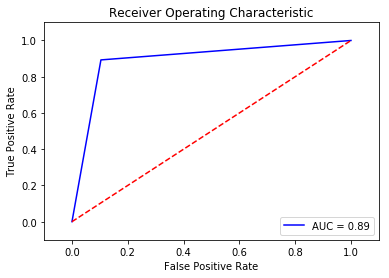 Receiver Operating Characteristic
1.0
0.8
0.6
0.4
0.2
0.0
True Positive Rate
0.0 0.2 0.4 0.6 0.8 1.0
False Positive Rate
AUC = 0.89